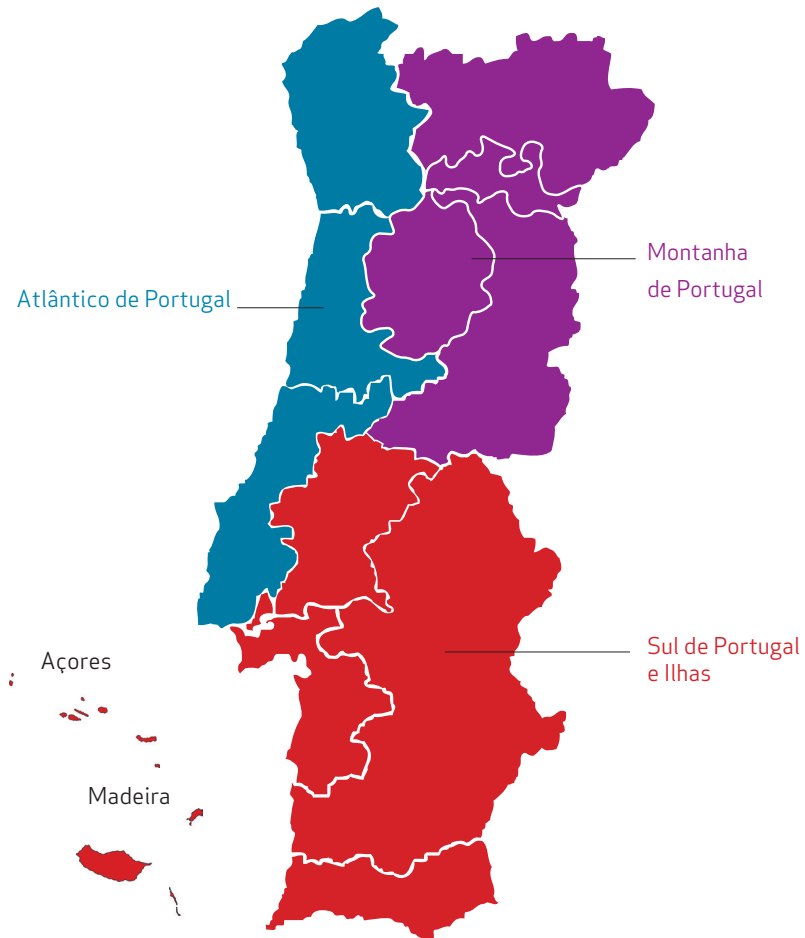 Montanha
de Portugal
Atlântico de Portugal
Sul de Portugal
e Ilhas
Açores
Madeira